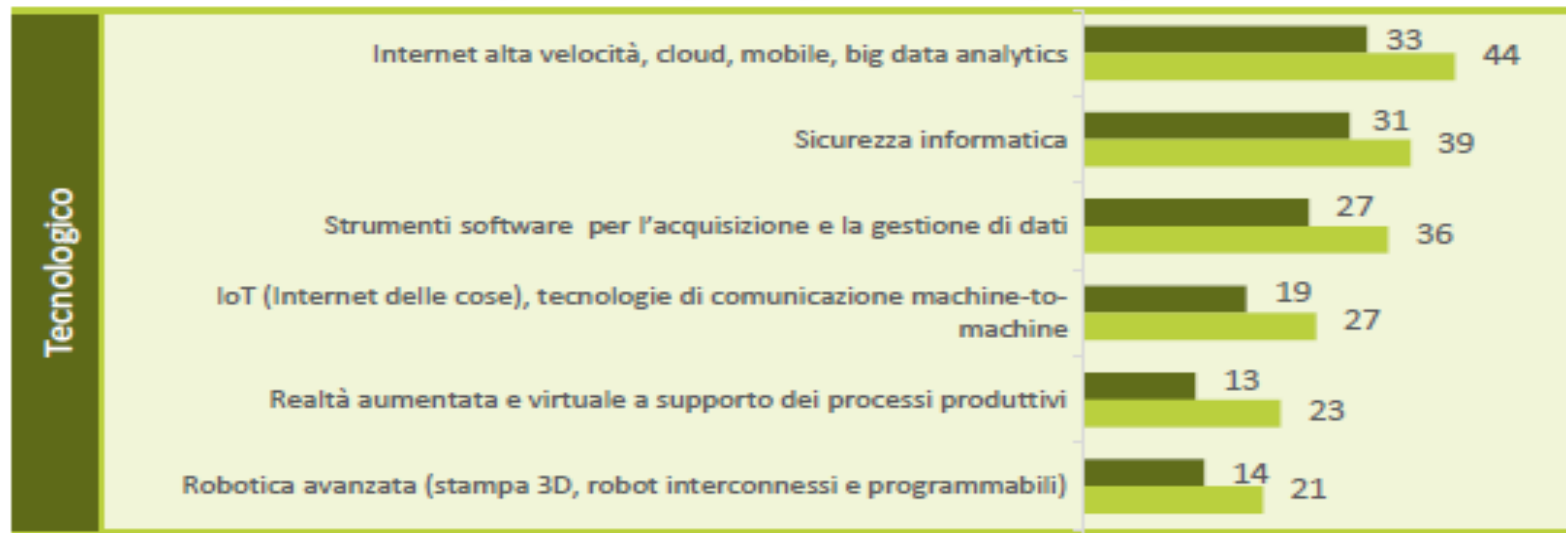 Tecnologico
Internet alta velocità, cloud, mobile, big data analytics
33
44
Sicurezza informatica
31
39
Strumenti software per l'acquisizione e la gestione di dati
27
36
IoT (Internet delle cose), tecnologie di comunicazione machine-to-
machine
19
27
Realtà aumentata e virtuale a supporto dei processi produttivi
13
23
Robotica avanzata (stampa 3D, robot interconnessi e programmabili)
14
21